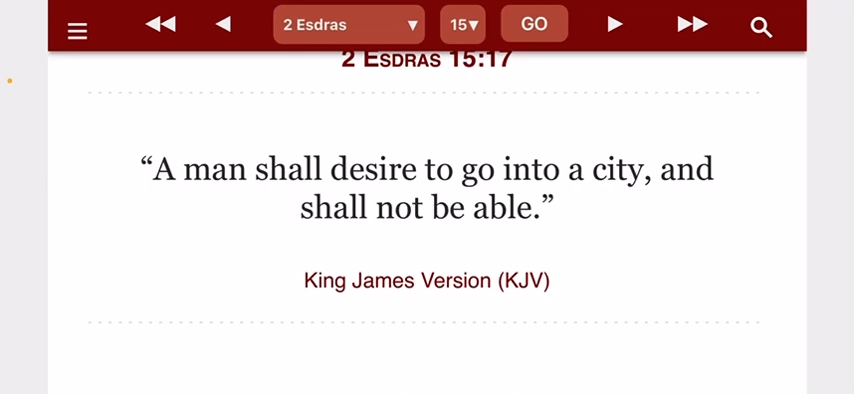 2 Esdras 15 GO
2 ESDRAS 15:17
“A man shall desire to go into a city, and
shall not be able.”
King James Version (KJV)